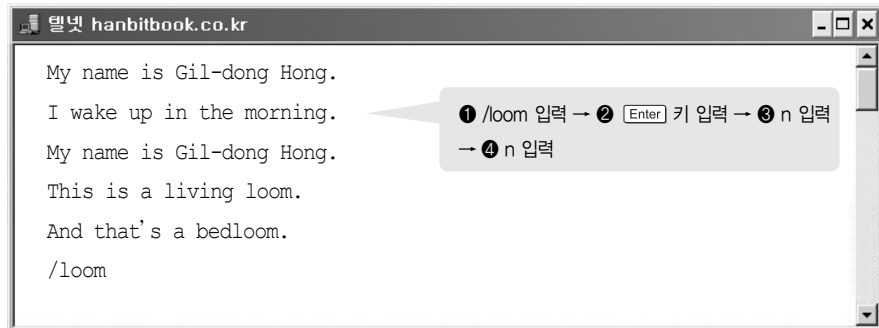 텔넷 hanbitbook.co.kr
My name is Gil-dong Hong.
I wake up in the morning.
❶ /loom 입력 → ❷ Enter 키 입력 → ❸ n 입력
→ ❹ n 입력
My name is Gil-dong Hong.
This is a living loom.
And that's a bedloom.
/loom